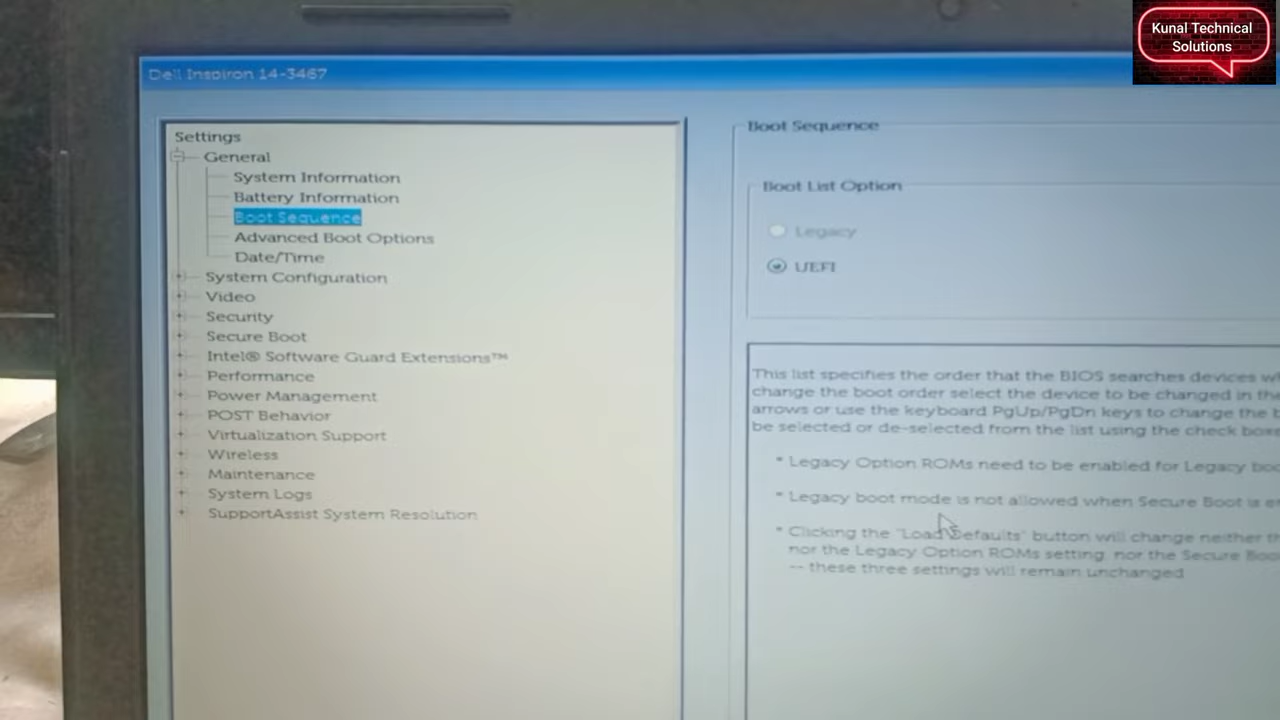 Kunal Technical
Solutions
Dell Inspiron 14-3467
Settings
General
System Information
Battery Information
Boot Sequence
Advanced Boot Options
Date/Time
System Configuration
Video
Security
Secure Boot
Intel® Software Guard Extensions™
Performance
Power Management
POST Behavior
Virtualization Support
Wireless
Maintenance
System Logs
SupportAssist System Resolution
Boot Sequence
Boot List Option
Legacy
UEFI
This list specifies the order that the BIOS searches devices
change the boot order select the device to be changed in the
arrows or use the keyboard PgUp/PgDn keys to change the
be selected or de-selected from the list using the check
* Legacy Option ROMs need to be enabled for Legacy
* Legacy boot mode is not allowed when Secure Boot is
* Clicking the "Load Defaults" button will change neither
nor the Legacy Option ROMs setting, nor the Secure
-- these three settings will remain unchanged